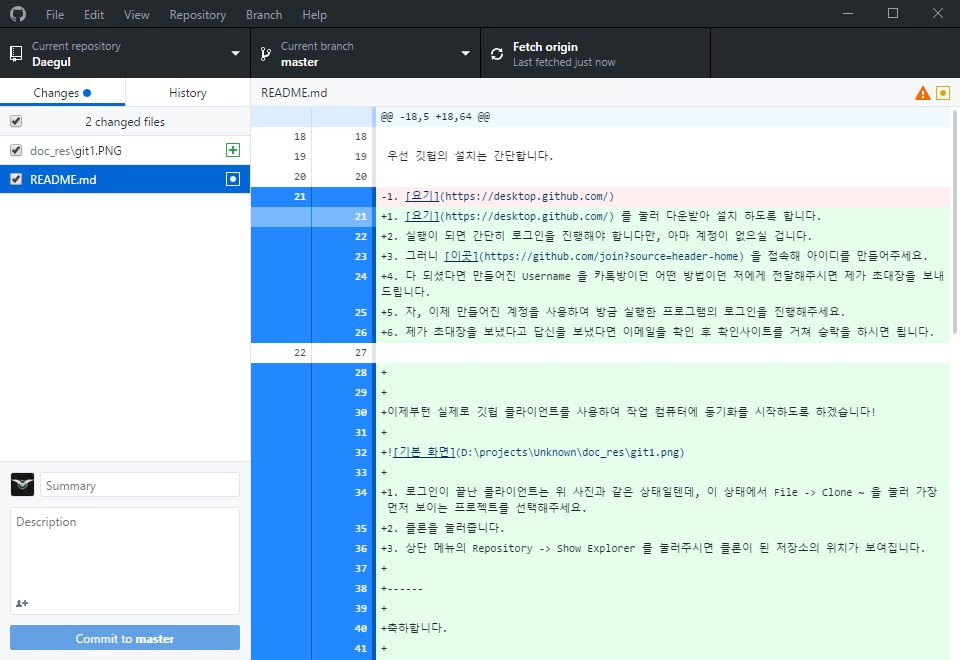 File Edit View Repository Branch Help
Current repository
Daegul
Current branch
master
Fetch origin
Last fetched just now
Changes History
README.md
2 changed files
doc_res\git1.PNG
README.md
Summary
Description
Commit to master
@@ -18,5 +18,64 @@
18 18
19 19 우선 깃헙의 설치는 간단합니다.
20 20
21 -1. [요기](https://desktop.github.com/)
21 +1. [요기](https://desktop.github.com/) 를 눌러 다운받아 설치 하도록 합니다.
22 +2. 실행이 되면 간단히 로그인을 진행해야 합니다만, 아마 계정이 없으실 겁니다.
23 +3. 그러니 [이곳](https://github.com/join?source=header-home) 을 접속해 아이디를 만들어주세요.
24 +4. 다 되셨다면 만들어진 Username 을 카톡방이던 어떤 방법이던 저에게 전달해주시면 제가 초대장을 보내
드립니다.
25 +5. 자, 이제 만들어진 계정을 사용하여 방금 실행한 프로그램의 로그인을 진행해주세요.
26 +6. 제가 초대장을 보냈다고 답신을 보냈다면 이메일을 확인 후 확인사이트를 거쳐 승락을 하시면 됩니다.
22 27
28 +
29 +
30 +이제부턴 실제로 깃헙 클라이언트를 사용하여 작업 컴퓨터에 동기화를 시작하도록 하겠습니다!
31 +
32 +![기본 화면](D:\projects\Unknown\doc_res\git1.png)
33 +
34 +1. 로그인이 끝난 클라이언트는 위 사진과 같은 상태일텐데, 이 상태에서 File -> Clone ~ 을 눌러 가장
먼저 보이는 프로젝트를 선택해주세요.
35 +2. 클론을 눌러줍니다.
36 +3. 상단 메뉴의 Repository -> Show Explorer 를 눌러주시면 클론이 된 저장소의 위치가 보여집니다.
37 +
38 +------
39 +
40 +축하합니다.
41 +